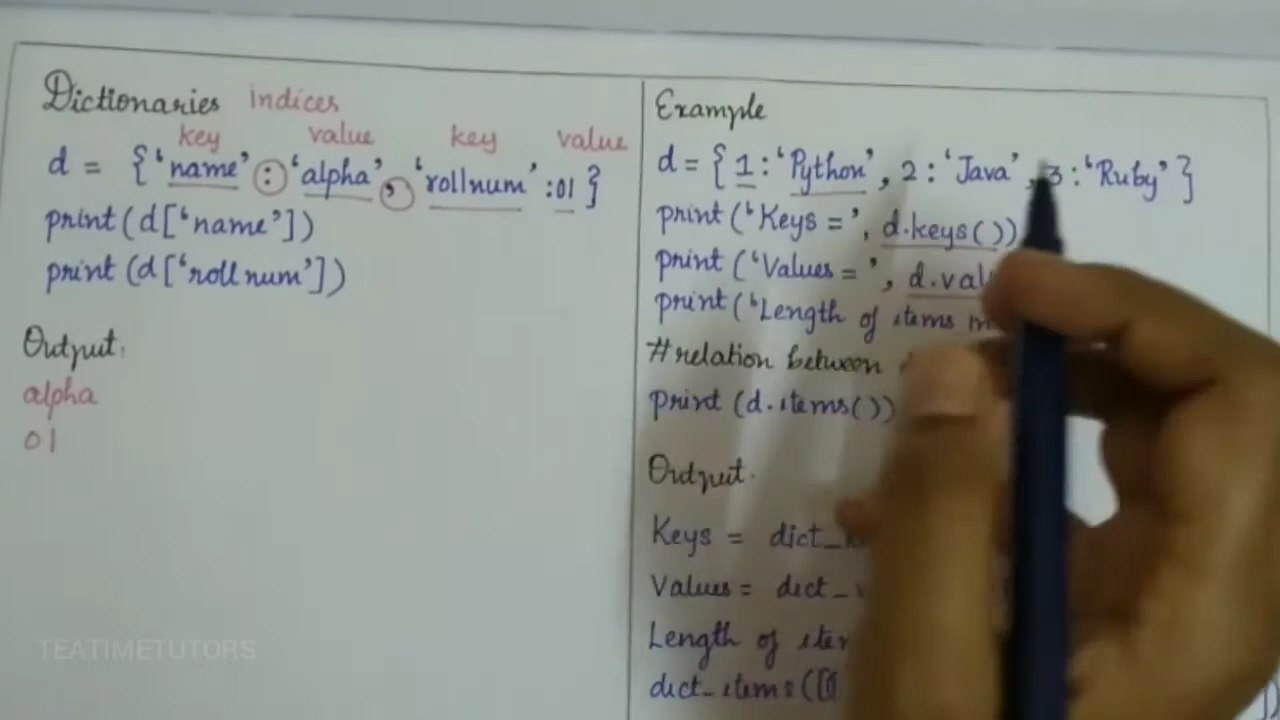 Dictionaries indices
key value key value
d = {'name' : 'alpha', 'rollnum' : 01}
print(d['name'])
print(d['rollnum'])
Output:
alpha
01
Example
d = {1 : 'Python', 2 : 'Java', 3 : 'Ruby'}
print('Keys =', d.keys())
print('Values = ', d.val
print('Length of items
#relation between
print(d.items())
Output.
Keys = dict_
Values = dict_
Length of
dict_items([(
TEATIMETUTORS